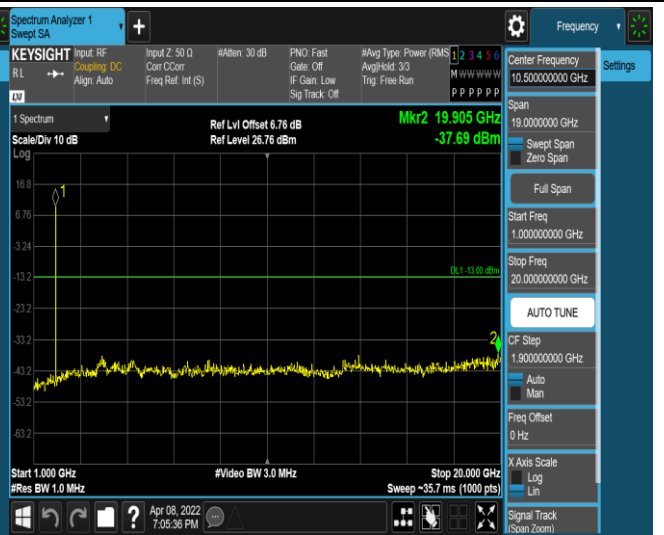 Spectrum Analyzer 1
Swept SA
+
Frequency
KEYSIGHT
RL
LXI
Input: RF
Coupling: DC
Align: Auto
Input Z: 50 Ω
Corr CCorr
Freq Ref: Int (S)
#Atten: 30 dB
PNO: Fast
Gate: Off
IF Gain: Low
Sig Track: Off
#Avg Type: Power (RMS
Avg|Hold: 3/3
Trig: Free Run
1 2 3 4 5 6
M W W W W W
P P P P P P
1 Spectrum
Scale/Div 10 dB
Log
Ref Lvl Offset 6.76 dB
Ref Level 26.76 dBm
Mkr2 19.905 GHz
-37.69 dBm
16.8
6.76
-3.24
-13.2
-23.2
-33.2
-43.2
-53.2
-63.2
1
DL1 -13.00 dBm
2
Start 1.000 GHz
#Res BW 1.0 MHz
#Video BW 3.0 MHz
Stop 20.000 GHz
Sweep ~35.7 ms (1000 pts)
?
Apr 08, 2022
7:05:36 PM
Center Frequency
10.500000000 GHz
Span
19.0000000 GHz
Swept Span
Zero Span
Full Span
Start Freq
1.000000000 GHz
Stop Freq
20.000000000 GHz
AUTO TUNE
CF Step
1.900000000 GHz
Auto
Man
Freq Offset
0 Hz
X Axis Scale
Log
Lin
Signal Track
(Span Zoom)
Settings